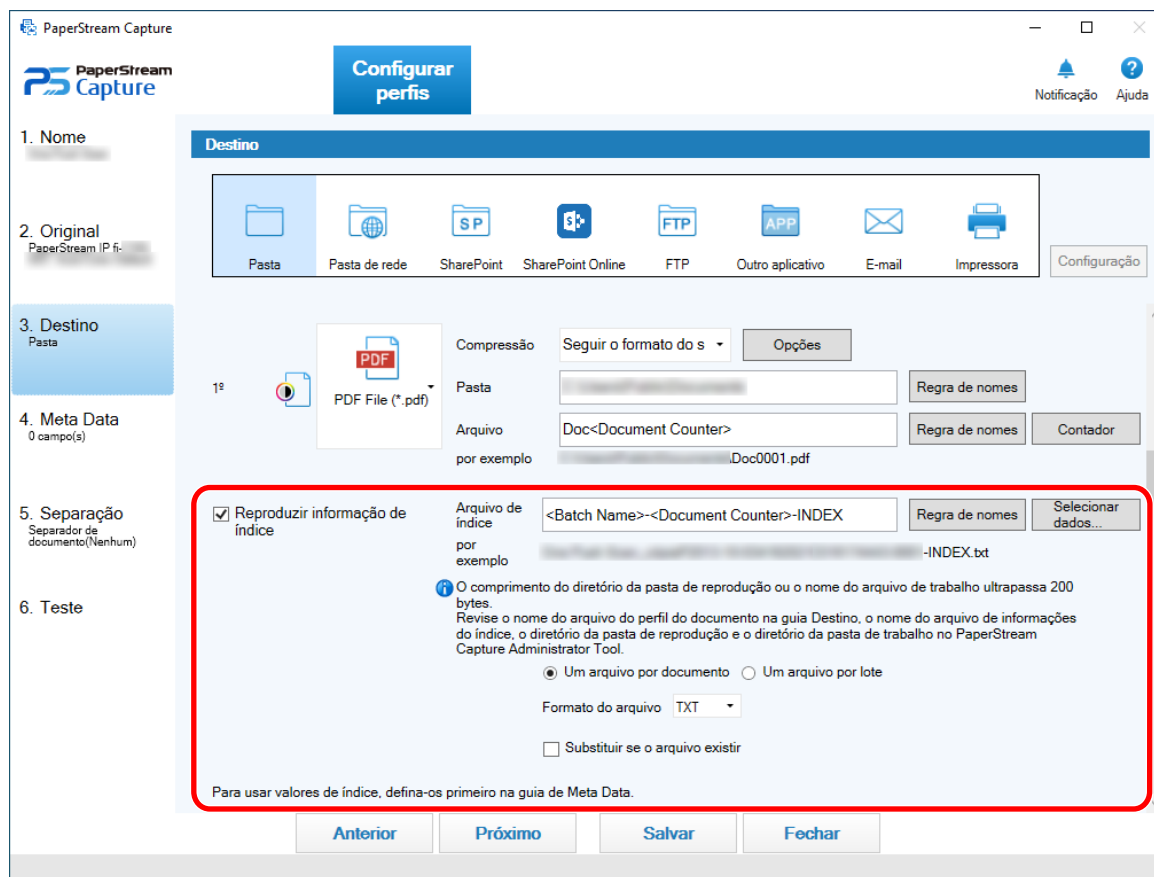 PaperStream Capture
PaperStream
Capture
Configurar
perfis
Notificação
Ajuda
1. Nome
2. Original
PaperStream IP fi-
3. Destino
Pasta
4. Meta Data
0 campo(s)
5. Separação
Separador de
documento(Nenhum)
6. Teste
Destino
Pasta
Pasta de rede
SP
SharePoint
S
SharePoint Online
FTP
FTP
APP
Outro aplicativo
E-mail
Impressora
Configuração
1º
PDF
PDF File (*.pdf)
Compressão
Seguir o formato do s
Opções
Pasta
Regra de nomes
Arquivo
Doc<Document Counter>
Regra de nomes
Contador
por exemplo
\Doc0001.pdf
Reproduzir informação de
índice
Arquivo de
índice
<Batch Name>-<Document Counter>-INDEX
Regra de nomes
Selecionar
dados...
por
exemplo
-INDEX.txt
O comprimento do diretório da pasta de reprodução ou o nome do arquivo de trabalho ultrapassa 200
bytes.
Revise o nome do arquivo do perfil do documento na guia Destino, o nome do arquivo de informações
do índice, o diretório da pasta de reprodução e o diretório da pasta de trabalho no PaperStream
Capture Administrator Tool.
Um arquivo por documento
Um arquivo por lote
Formato do arquivo
TXT
Substituir se o arquivo existir
Para usar valores de índice, defina-os primeiro na guia de Meta Data.
Anterior
Próximo
Salvar
Fechar